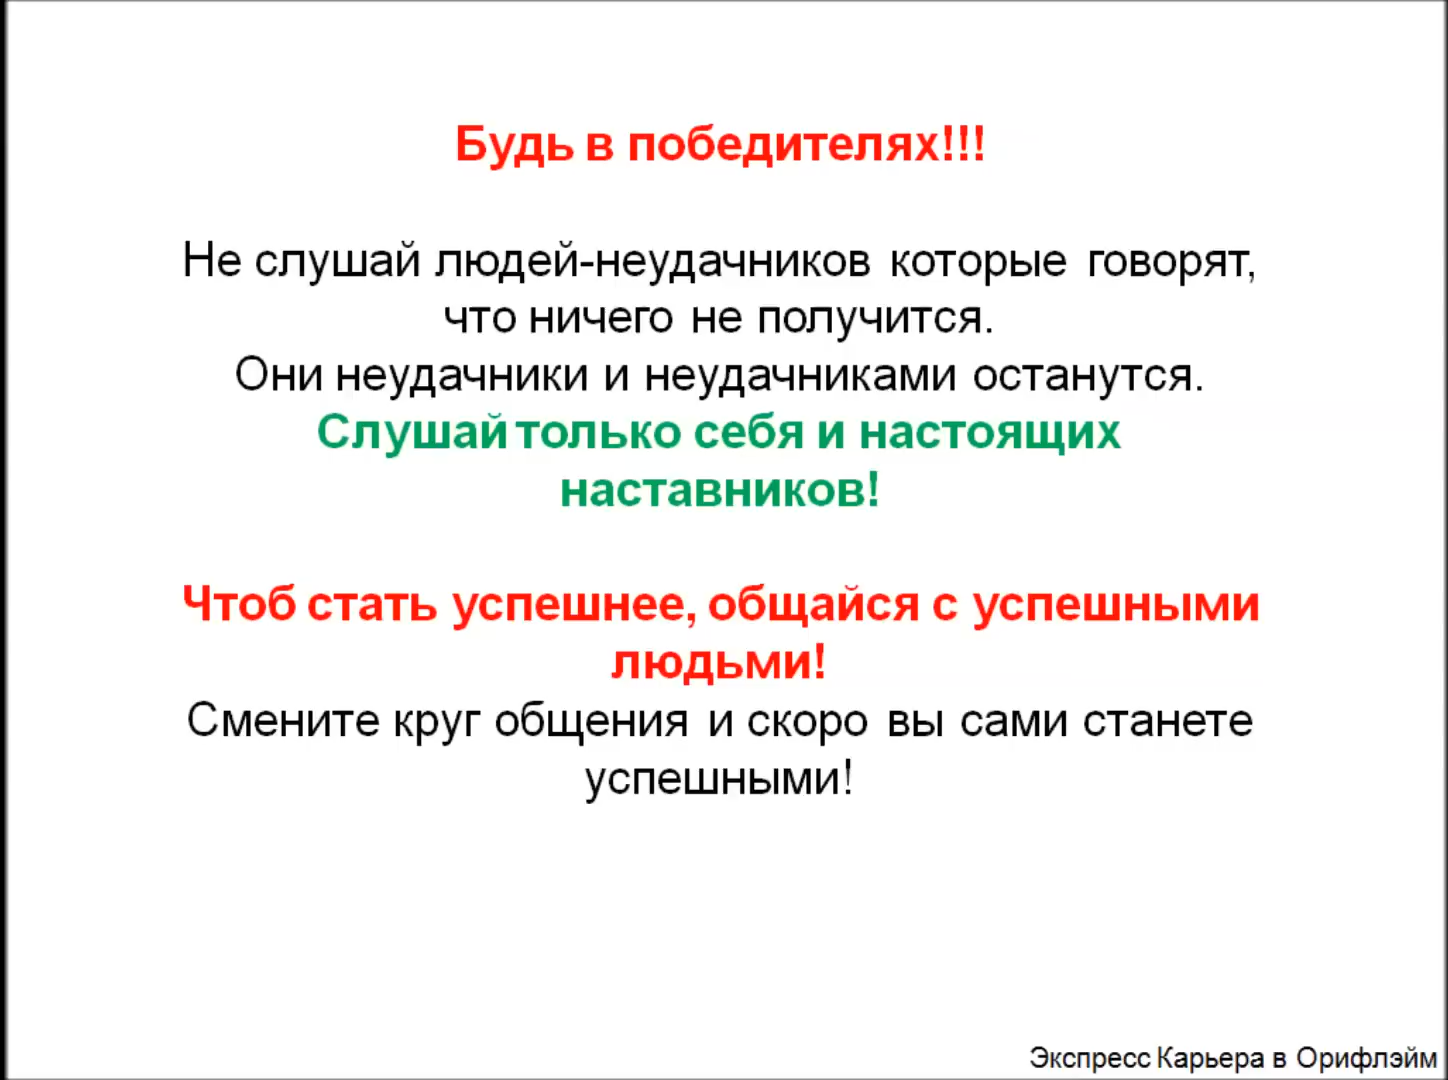 Будь в победителях!!!
Не слушай людей-неудачников которые говорят,
что ничего не получится.
Они неудачники и неудачниками останутся.
Слушай только себя и настоящих
наставников!
Чтоб стать успешнее, общайся с успешными
людьми!
Смените круг общения и скоро вы сами станете
успешными!
Экспресс Карьера в Орифлэйм